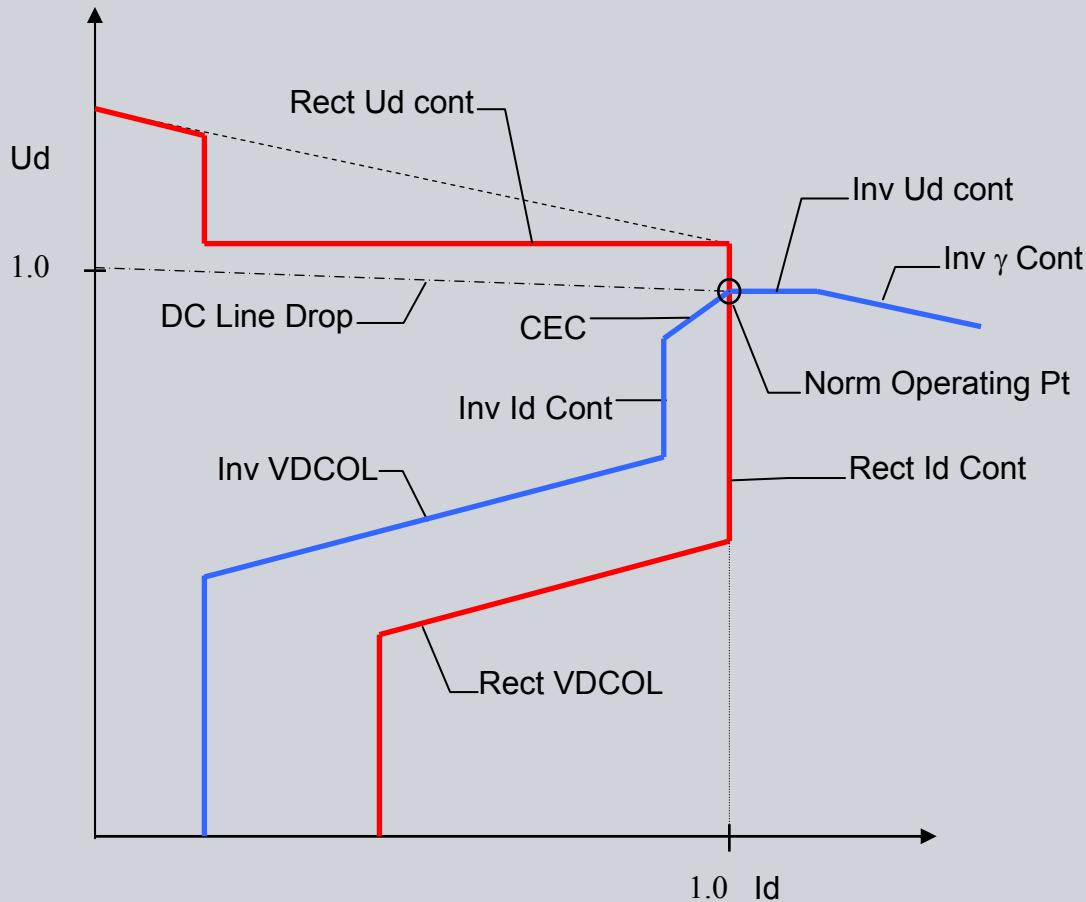 Rect Ud cont
Ud
Inv Ud cont
Inv γ Cont
1.0
DC Line Drop
CEC
Norm Operating Pt
Inv Id Cont
Inv VDCOL
Rect Id Cont
Rect VDCOL
1.0 Id